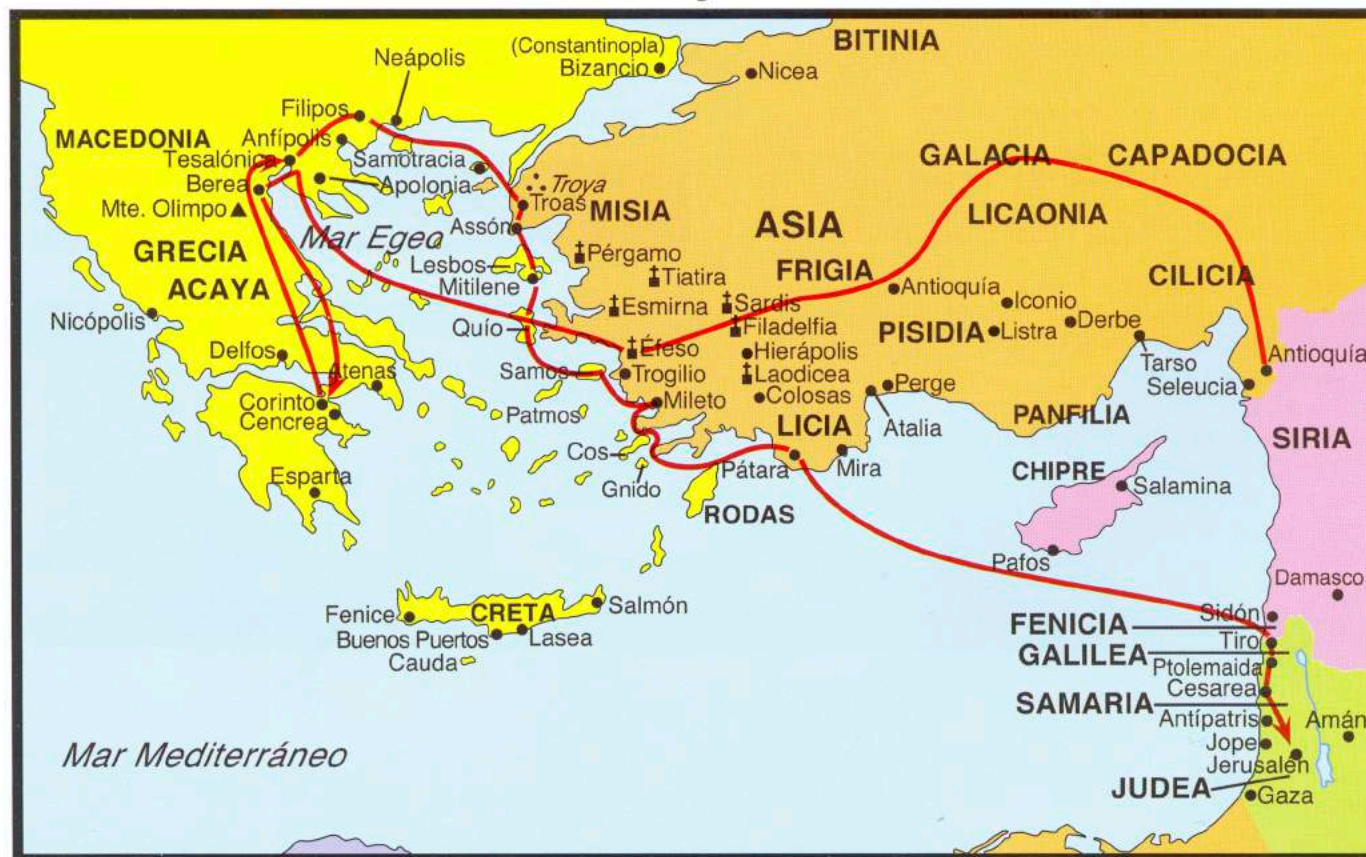 (Constantinopla)
Bizancio
BITINIA
Nicea
Neápolis
Filipos
MACEDONIA
Anfípolis
Tesalónica
Samotracia
Berea
Apolonia
Mte. Olimpo
Troya
Troas
MISIA
GALACIA
CAPADOCIA
LICAONIA
ASIA
Assón
GRECIA
Mar Egeo
ACAYA
Lesbos
Mitilene
Pérgamo
Tiatira
FRIGIA
CILICIA
Antioquía
Iconio
Esmirna
Sardis
Nicópolis
Quío
Filadelfia
PISIDIA
Listra
Derbe
Delfos
Éfeso
Hierápolis
Tarso
Antioquía
Atenas
Samos
Trogilio
Laodicea
Perge
Seleucia
Corinto
Cencrea
Patmos
Mileto
Colosas
Atalia
PANFILIA
LICIA
SIRIA
Cos
Pátara
Mira
Esparta
Gnido
CHIPRE
Salamina
RODAS
Pafos
Damasco
Fenice
CRETA
Salmón
Buenos Puertos
Lasea
Cauda
Sidón
FENICIA
Tiro
GALILEA
Ptolemaida
Cesarea
SAMARIA
Antípatris
Amán
Jope
Jerusalén
Mar Mediterráneo
JUDEA
Gaza